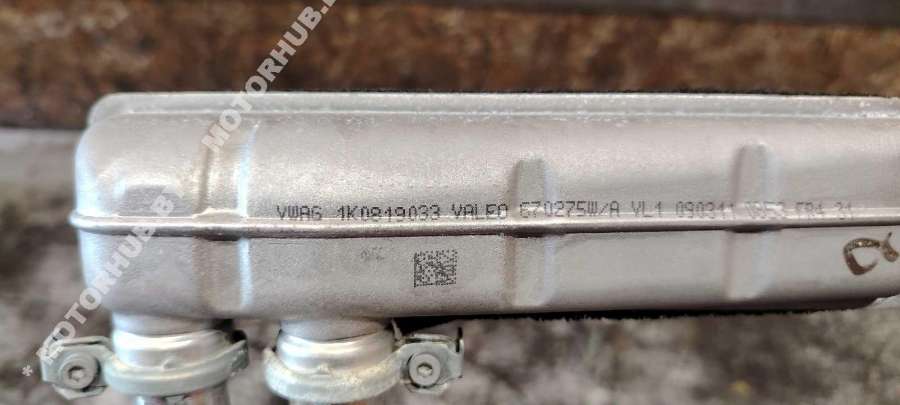 * MOTORHUB.B
MOTORHUB.B
VWAG 1K0819033 VALEO 670275W/A VL1 090311